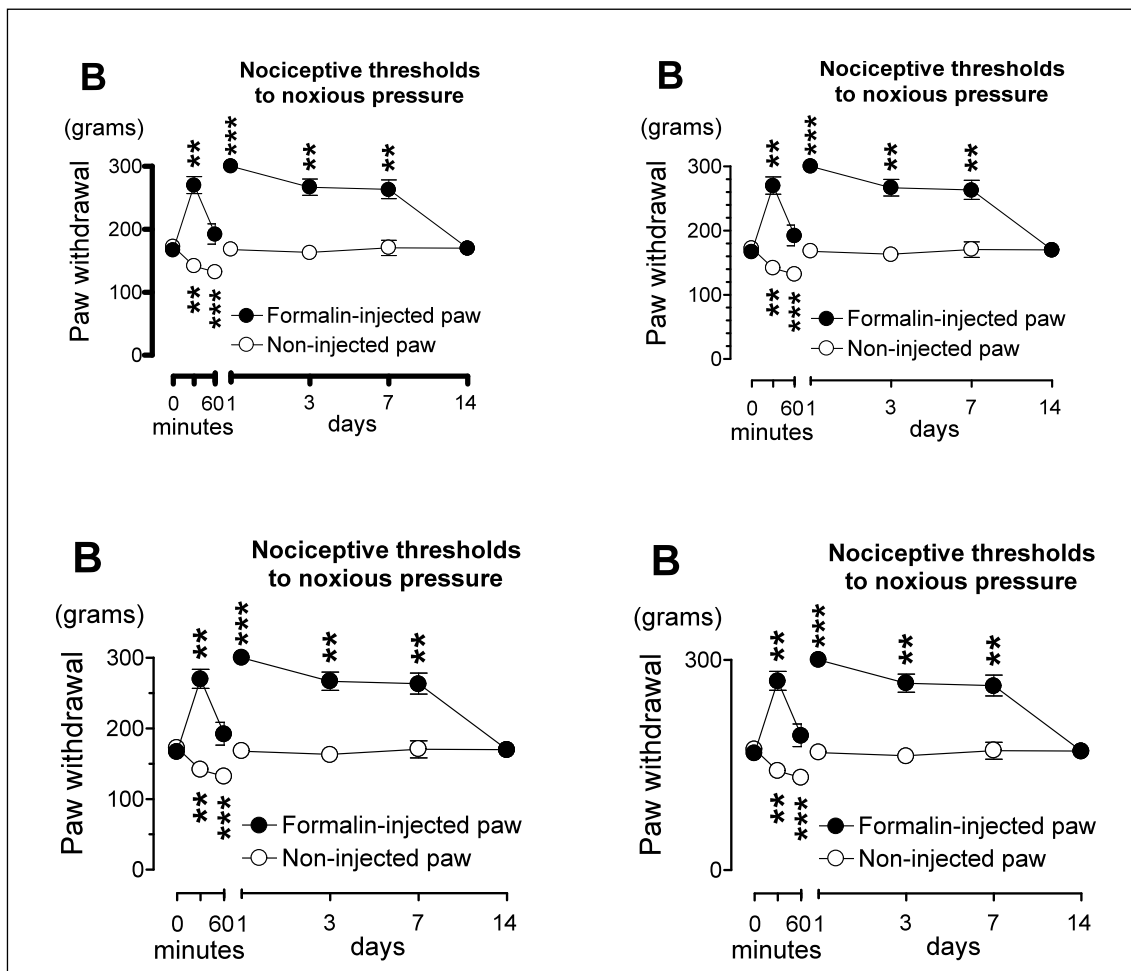 B
Nociceptive thresholds
to noxious pressure
(grams)
Paw withdrawal
300
200
100
0
**
***
**
**
**
***
Formalin-injected paw
Non-injected paw
0 60 1 3 7 14
minutes days
B
Nociceptive thresholds
to noxious pressure
(grams)
Paw withdrawal
300
200
100
0
**
***
**
**
**
***
Formalin-injected paw
Non-injected paw
0 60 1 3 7 14
minutes days
B
Nociceptive thresholds
to noxious pressure
(grams)
Paw withdrawal
300
200
100
0
**
***
**
**
**
***
Formalin-injected paw
Non-injected paw
0 60 1 3 7 14
minutes days
B
Nociceptive thresholds
to noxious pressure
(grams)
Paw withdrawal
300
0
**
***
**
**
**
***
Formalin-injected paw
Non-injected paw
0 60 1 3 7 14
minutes days